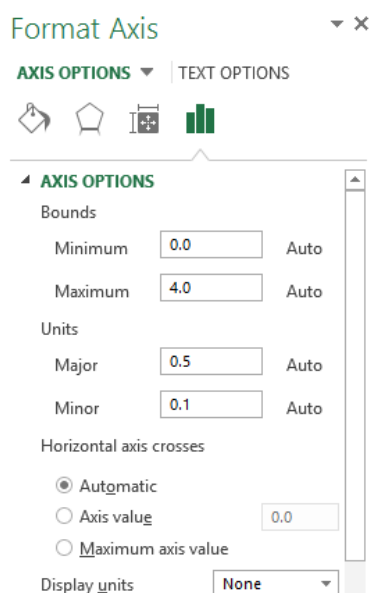 Format Axis
AXIS OPTIONS TEXT OPTIONS
AXIS OPTIONS
Bounds
Minimum 0.0 Auto
Maximum 4.0 Auto
Units
Major 0.5 Auto
Minor 0.1 Auto
Horizontal axis crosses
Automatic
Axis value 0.0
Maximum axis value
Display units None